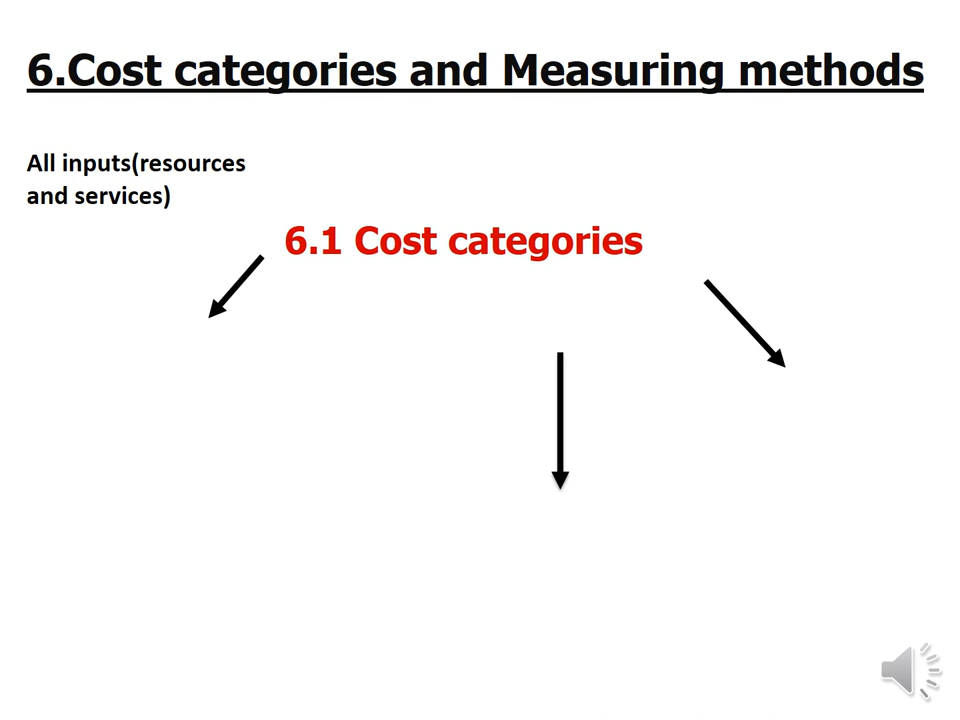 6.Cost categories and Measuring methods
All inputs(resources
and services)
6.1 Cost categories